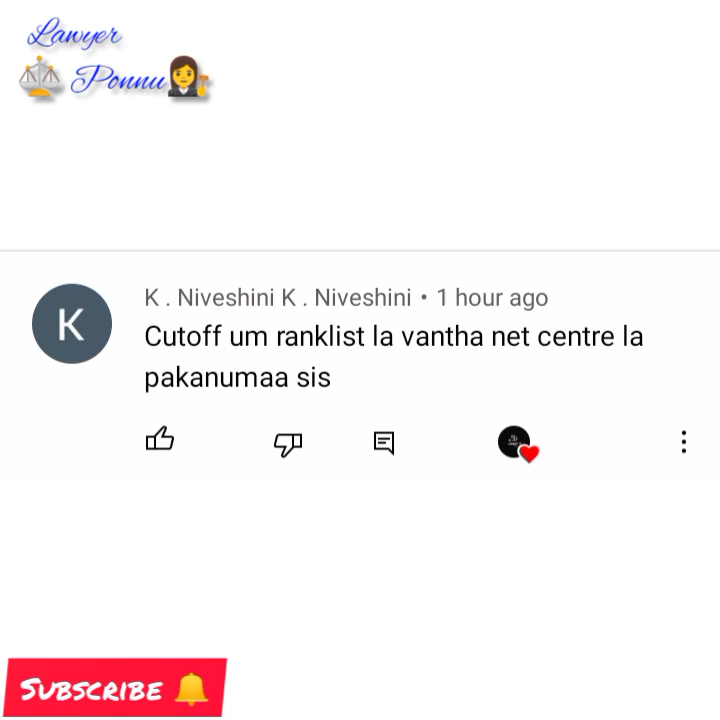 Lawyer
Ponnu
K . Niveshini K . Niveshini • 1 hour ago
Cutoff um ranklist la vantha net centre la
pakanumaa sis
K
SUBSCRIBE